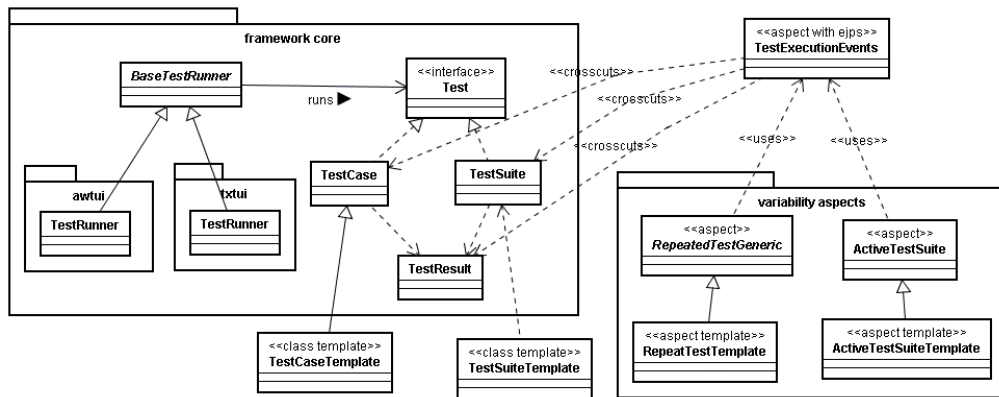 framework core
<<aspect with ejps>>
TestExecutionEvents
BaseTestRunner
<<interface>>
Test
runs
<<crosscuts>>
<<crosscuts>>
<<crosscuts>>
<<uses>>
<<uses>>
TestCase
TestSuite
awtui
TestRunner
txtui
TestRunner
TestResult
variability aspects
<<aspect>>
RepeatedTestGeneric
<<aspect>>
ActiveTestSuite
<<class template>>
TestCaseTemplate
<<class template>>
TestSuiteTemplate
<<aspect template>>
RepeatTestTemplate
<<aspect template>>
ActiveTestSuiteTemplate